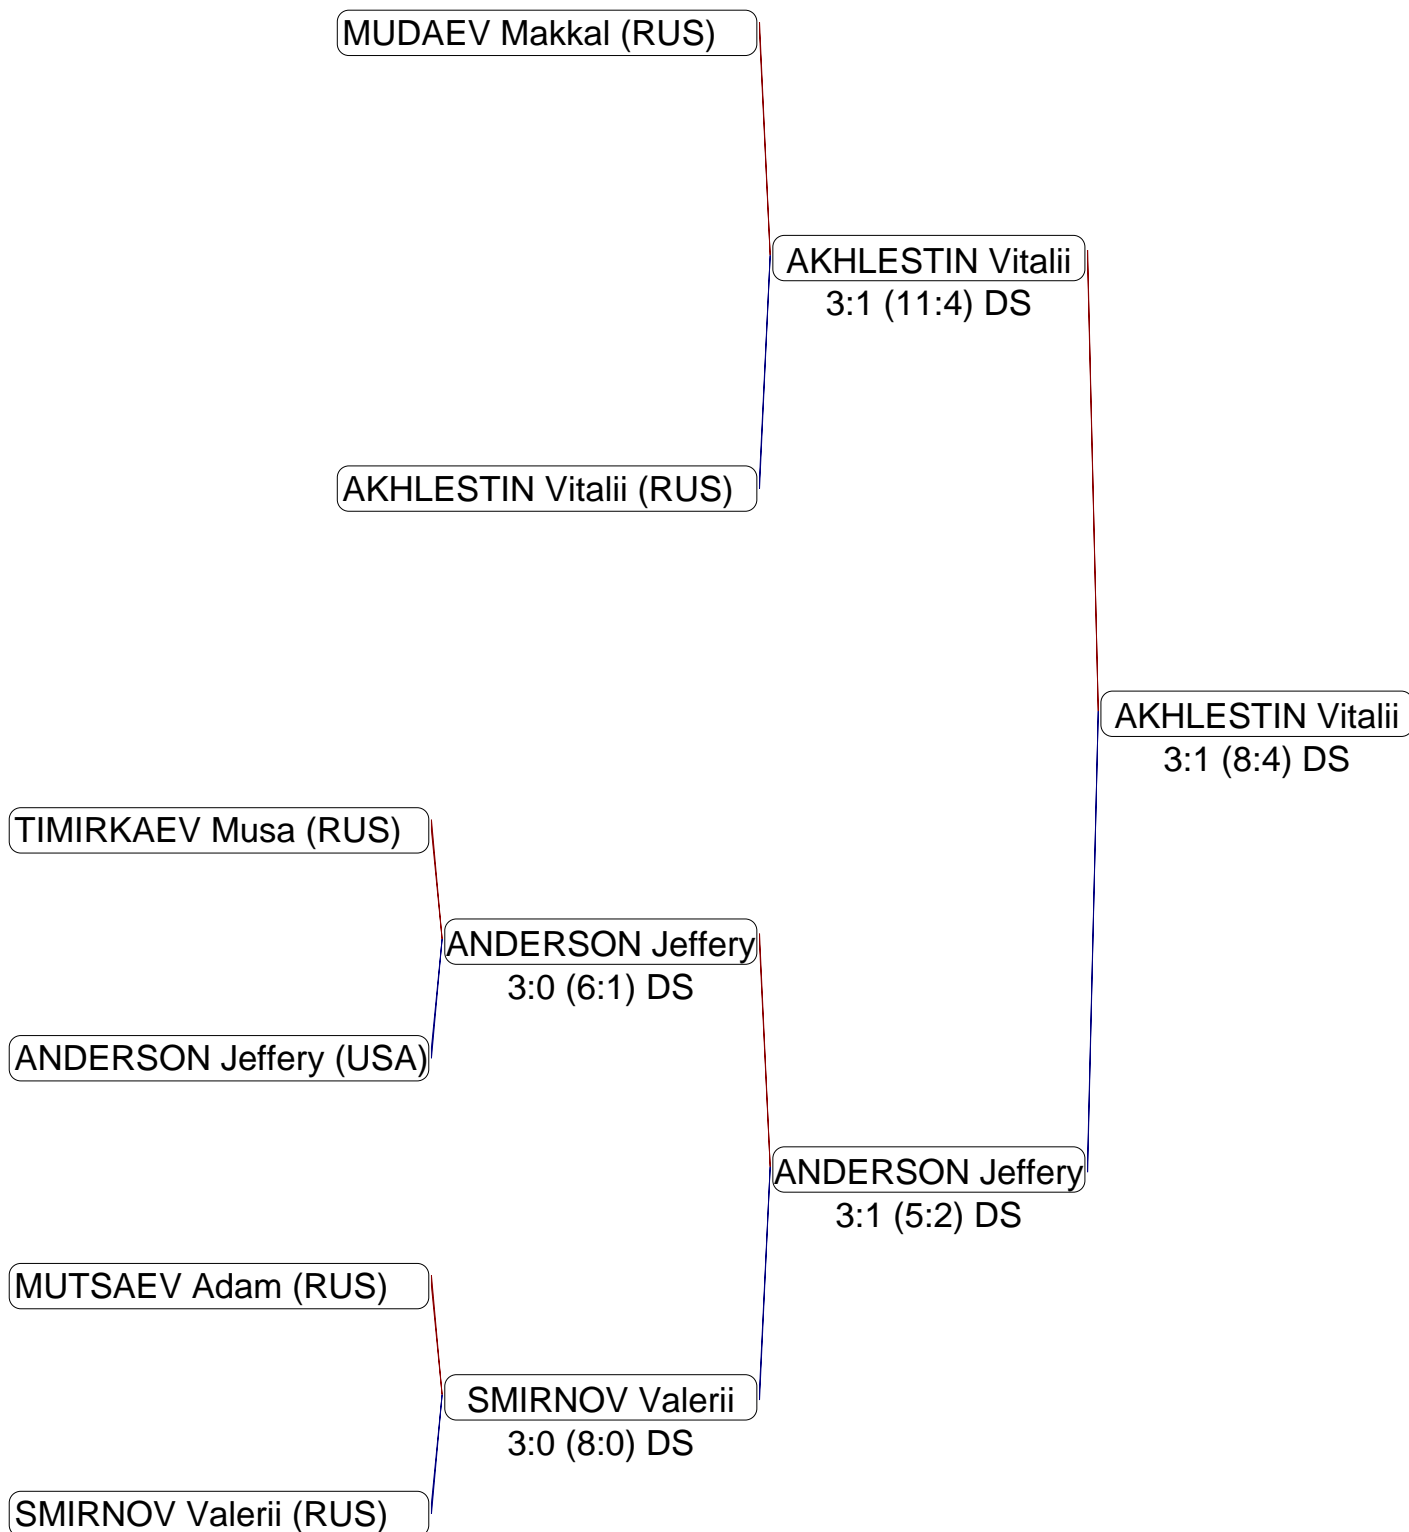 MUDAEV Makkal (RUS)
AKHLESTIN Vitalii
3:1 (11:4) DS
AKHLESTIN Vitalii (RUS)
AKHLESTIN Vitalii
3:1 (8:4) DS
TIMIRKAEV Musa (RUS)
ANDERSON Jeffery
3:0 (6:1) DS
ANDERSON Jeffery (USA)
ANDERSON Jeffery
3:1 (5:2) DS
MUTSAEV Adam (RUS)
SMIRNOV Valerii
3:0 (8:0) DS
SMIRNOV Valerii (RUS)